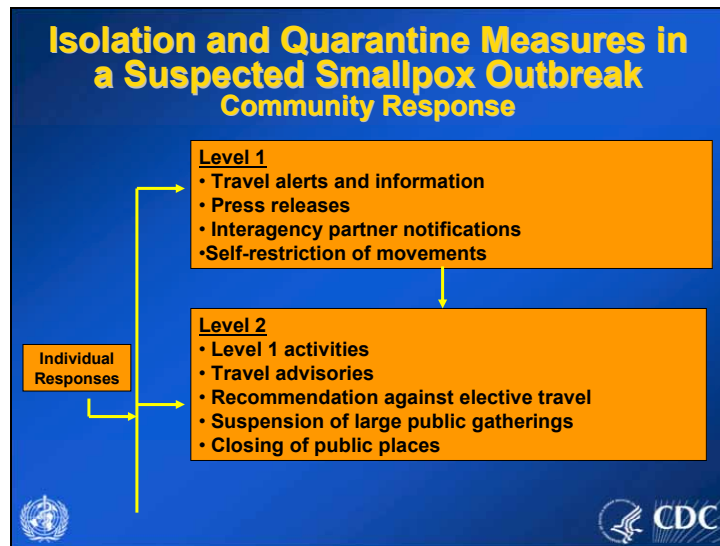 Isolation and Quarantine Measures in
a Suspected Smallpox Outbreak
Community Response
Level 1
• Travel alerts and information
• Press releases
• Interagency partner notifications
•Self-restriction of movements
Level 2
• Level 1 activities
• Travel advisories
• Recommendation against elective travel
• Suspension of large public gatherings
• Closing of public places
Individual
Responses
CDC